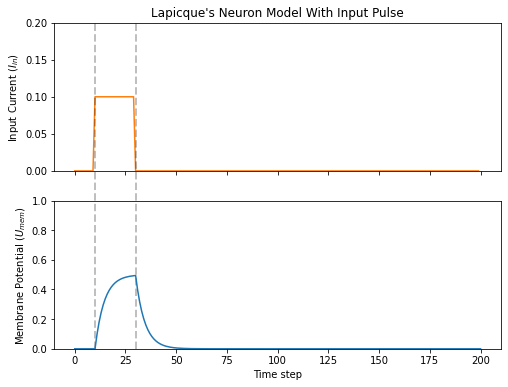 Lapicque's Neuron Model With Input Pulse
Input Current (I_in)
0.20
0.15
0.10
0.05
0.00
Membrane Potential (U_mem)
1.0
0.8
0.6
0.4
0.2
0.0
0 25 50 75 100 125 150 175 200
Time step